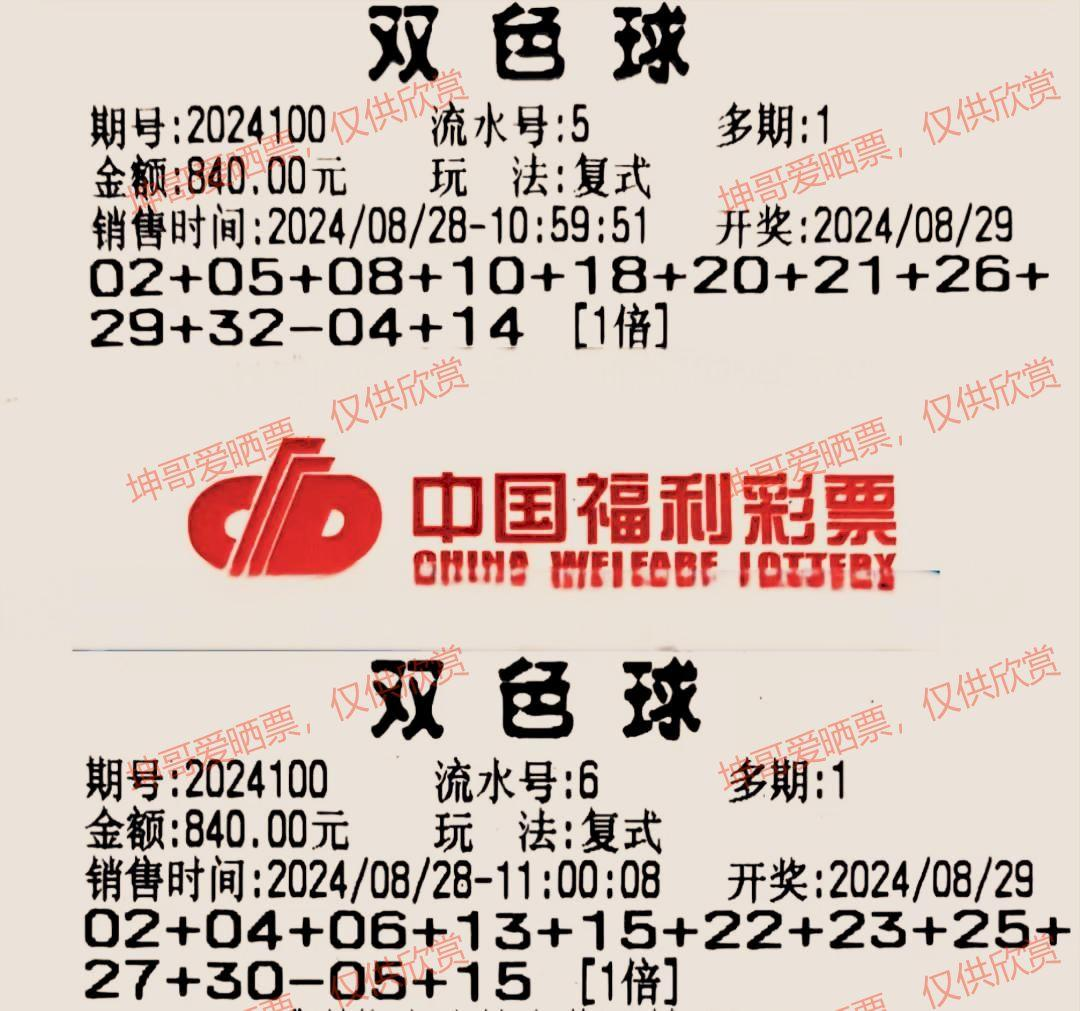 双色球
期号:2024100 流水号:5 多期:1
金额:840.00元 玩 法:复式
销售时间:2024/08/28-10:59:51 开奖:2024/08/29
02+05+08+10+18+20+21+26+
29+32-04+14 [1倍]
坤哥爱晒票，仅供欣赏
坤哥爱晒票，仅供欣赏
坤哥爱晒票，仅供欣赏
坤哥爱晒票，仅供欣赏
中国福利彩票
CHINA WELFARE LOTTERY
双色球
期号:2024100 流水号:6 多期:1
金额:840.00元 玩 法:复式
销售时间:2024/08/28-11:00:08 开奖:2024/08/29
02+04+06+13+15+22+23+25+
27+30-05+15 [1倍]
坤哥爱晒票，仅供欣赏
坤哥爱晒票，仅供欣赏
仅供欣赏
仅供欣赏